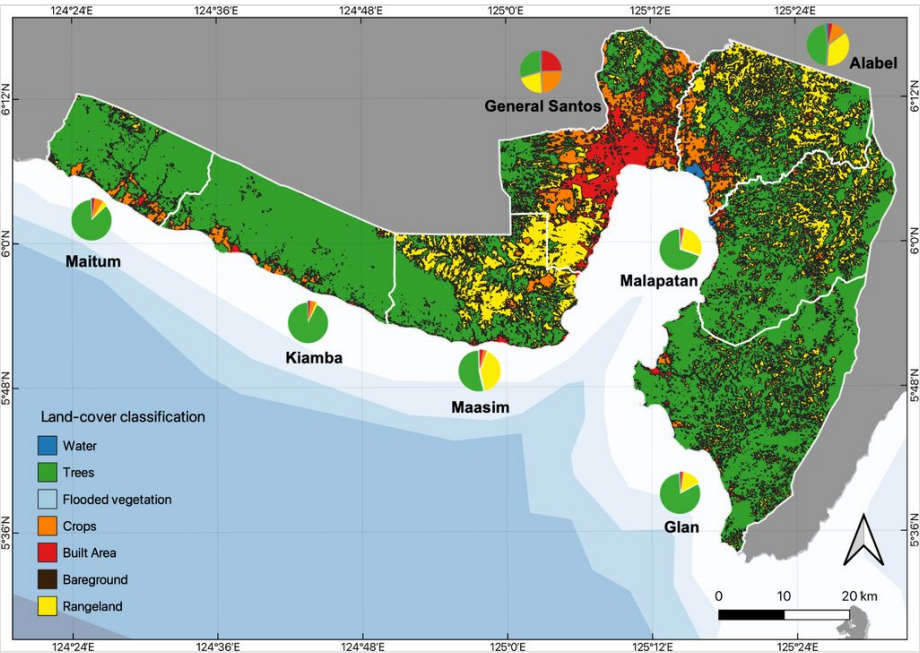 124°24'E 124°36'E 124°48'E 125°0'E 125°12'E 125°24'E
Alabel
General Santos
6°12'N 6°12'N
6°0'N 6°0'N
Maitum
Malapatan
Kiamba
Maasim
5°48'N 5°48'N
Land-cover classification
Water
Trees
Flooded vegetation
Crops
Built Area
Bareground
Rangeland
Glan
5°36'N 5°36'N
0 10 20 km
124°24'E 124°36'E 124°48'E 125°0'E 125°12'E 125°24'E